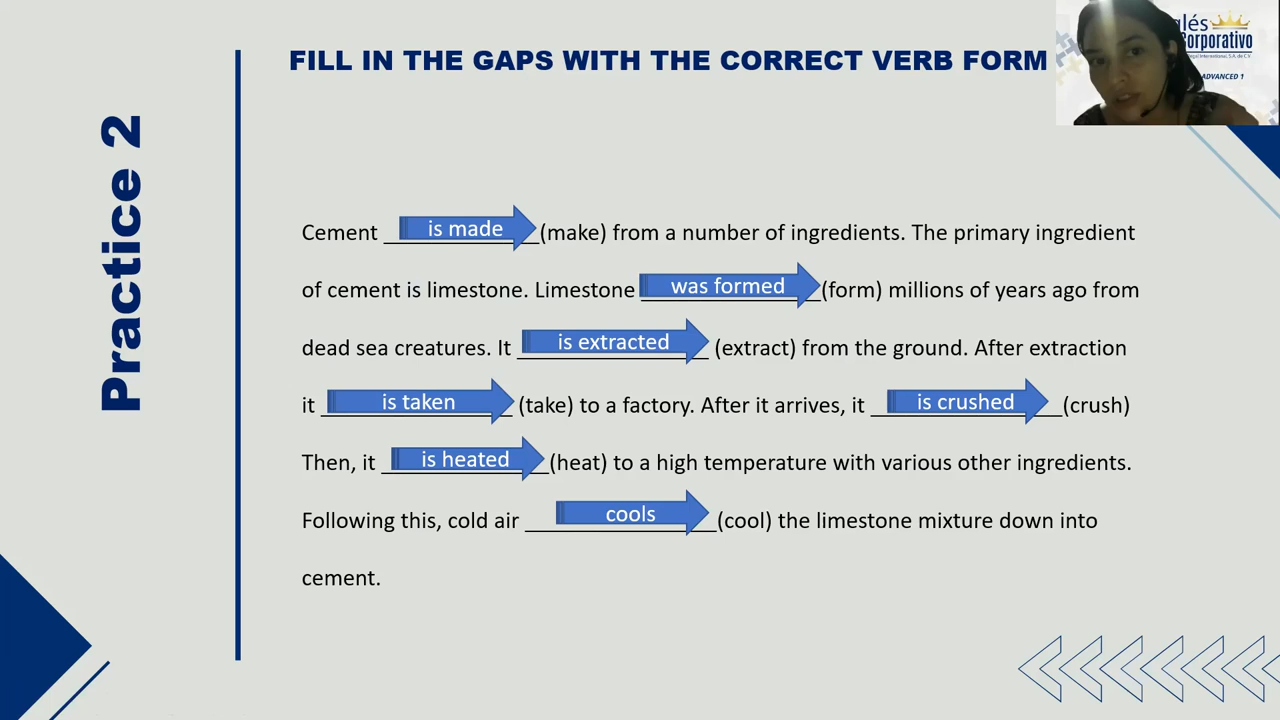 FILL IN THE GAPS WITH THE CORRECT VERB FORM
glés
Corporativo
ADVANCED 1
Practice 2
Cement is made (make) from a number of ingredients. The primary ingredient
of cement is limestone. Limestone was formed (form) millions of years ago from
dead sea creatures. It is extracted (extract) from the ground. After extraction
it is taken (take) to a factory. After it arrives, it is crushed (crush)
Then, it is heated (heat) to a high temperature with various other ingredients.
Following this, cold air cools (cool) the limestone mixture down into
cement.